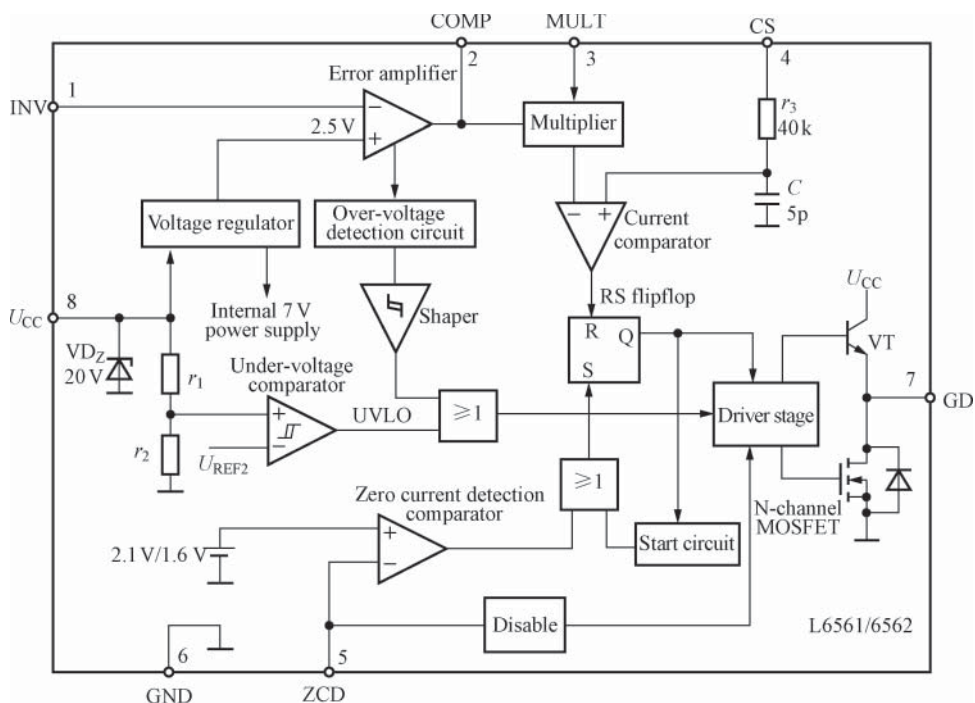 COMP MULT CS
2 3 4
1
INV
Error amplifier
r3
40 k
−
+
2.5 V
Multiplier
C
5p
Voltage regulator
Over-voltage
detection circuit
− +
Current
comparator
8
UCC
Internal 7 V
power supply
Shaper
RS flipflop
UCC
VDZ
20 V
r1
Under-voltage
comparator
R Q
S
VT
7
GD
+
−
UVLO
≥1
Driver stage
r2
UREF2
Zero current detection
comparator
≥1
N-channel
MOSFET
2.1 V/1.6 V
+
−
Start circuit
Disable
L6561/6562
6
GND
5
ZCD